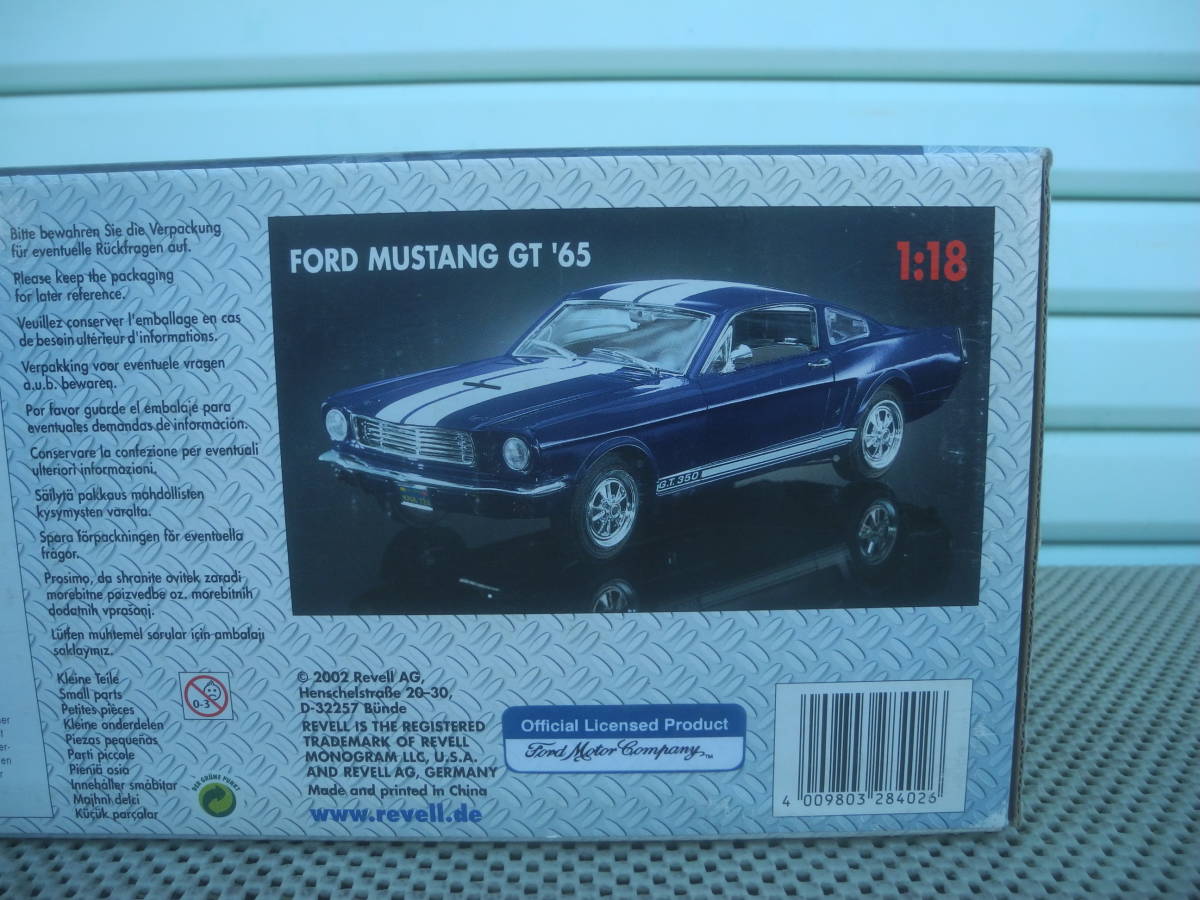 Bitte bewahren Sie die Verpackung
für eventuelle Rückfragen auf.
Please keep the packaging
for later reference.
Veuillez conserver l'emballage en cas
de besoin ultérieur d'informations.
Verpakking voor eventuele vragen
a.u.b. bewaren.
Por favor guarde el embalaje para
eventuales demandas de información.
Conservare la confezione per eventuali
ulteriori informazioni.
Säilytä pakkaus mahdollisten
kysymysten varalta.
Spara förpackningen för eventuella
frågor.
Prosimo, da shranite ovitek zaradi
morebitne poizvedbe oz. morebitnih
dodatnih vprašanj.
Lütfen muhtemel sorular için ambalajı
saklayınız.
Kleine Teile
Small parts
Petites pièces
Kleine onderdelen
Piezas pequeñas
Parti piccole
Pieniä osia
Innehåller småbitar
Majhni delci
Küçük parçalar
0-3
DER GRÜNE PUNKT
FORD MUSTANG GT '65
1:18
G.T. 350
© 2002 Revell AG,
Henschelstraße 20–30,
D-32257 Bünde
REVELL IS THE REGISTERED
TRADEMARK OF REVELL
MONOGRAM LLC, U.S.A.
AND REVELL AG, GERMANY
Made and printed in China
www.revell.de
Official Licensed Product
Ford Motor Company™
4 009803 284026